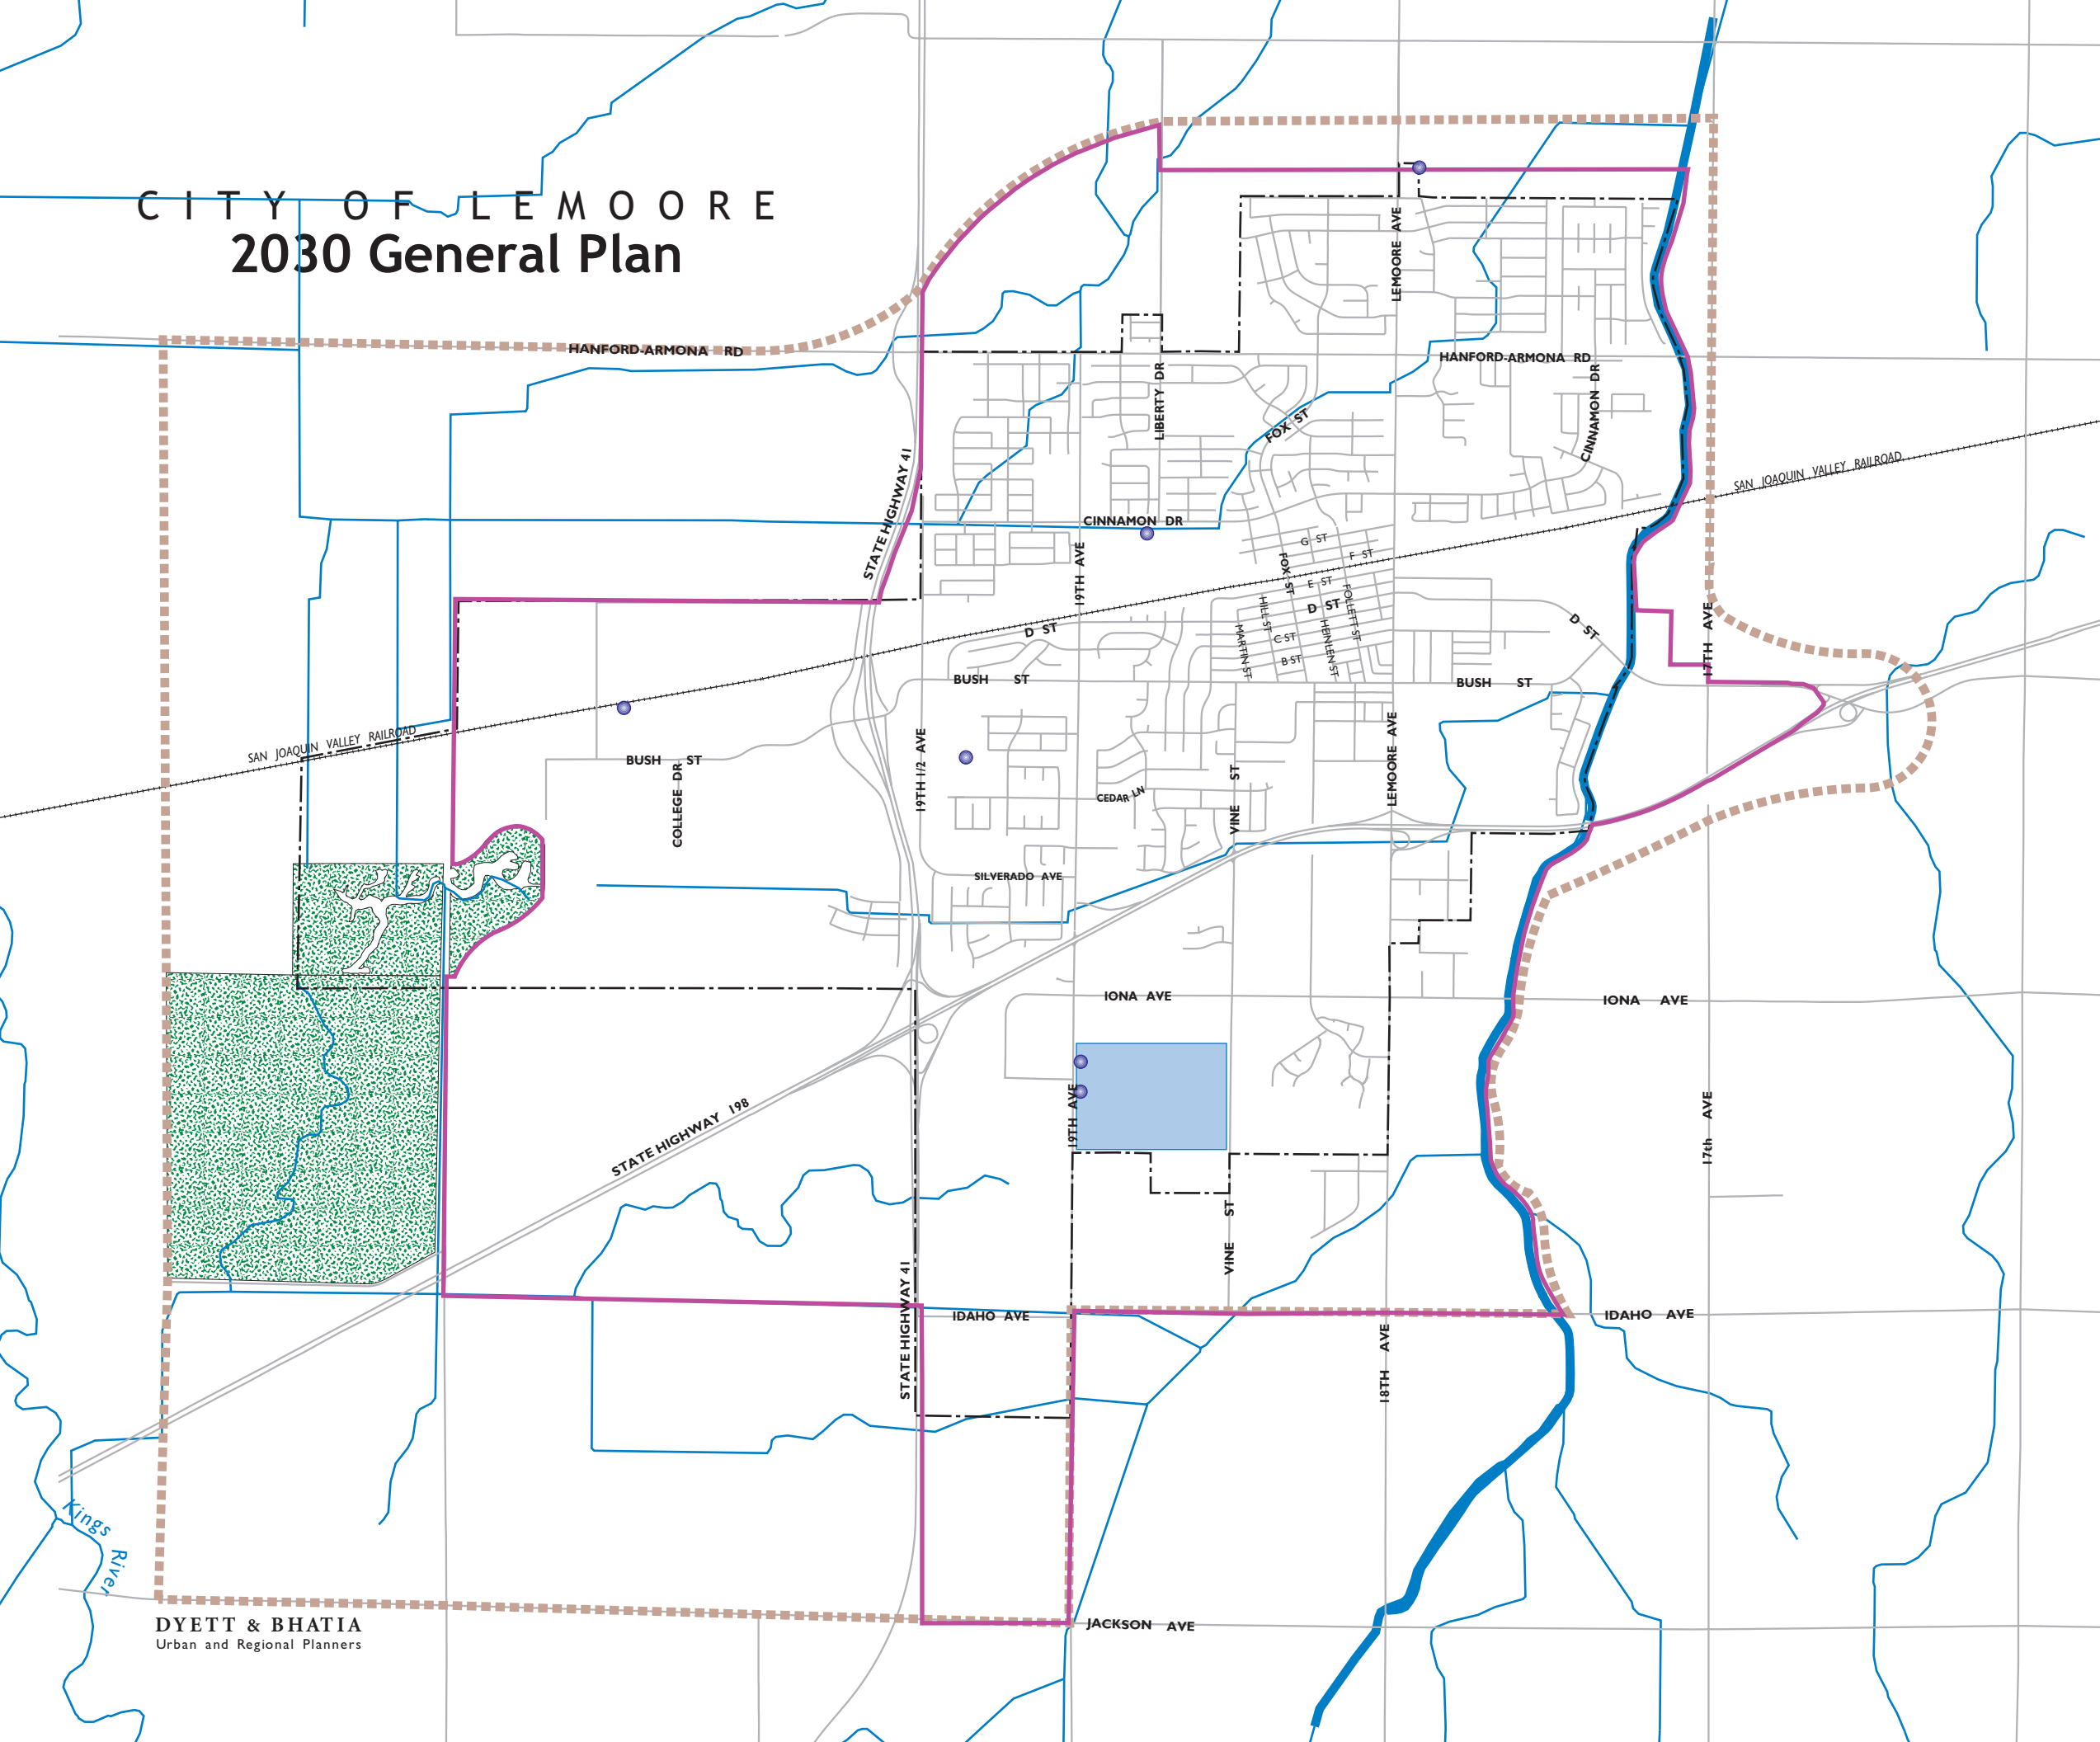 CITY OF LEMOORE
2030 General Plan
LEMOORE AVE
HANFORD-ARMONA RD
HANFORD-ARMONA RD
LIBERTY DR
CINNAMON DR
FOX ST
STATE HIGHWAY 41
SAN JOAQUIN VALLEY RAILROAD
CINNAMON DR
19TH AVE
G ST
F ST
FOX ST
E ST
D ST
HILL ST
FOLLETT ST
MARTIN ST
HEINLEN ST
C ST
B ST
D ST
D ST
17TH AVE
BUSH ST
BUSH ST
SAN JOAQUIN VALLEY RAILROAD
BUSH ST
COLLEGE DR
19TH 1/2 AVE
CEDAR LN
VINE ST
LEMOORE AVE
SILVERADO AVE
IONA AVE
IONA AVE
19TH AVE
17th AVE
STATE HIGHWAY 198
VINE ST
STATE HIGHWAY 41
IDAHO AVE
IDAHO AVE
18TH AVE
Kings
River
JACKSON AVE
DYETT & BHATIA
Urban and Regional Planners